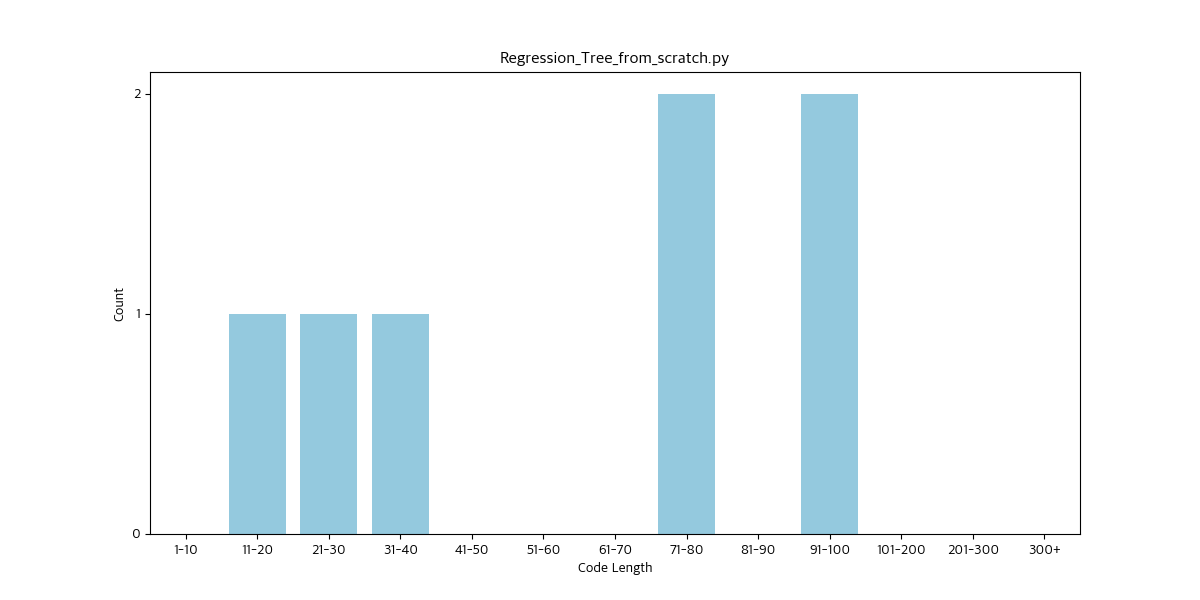 Regression_Tree_from_scratch.py
2
1
0
Count
1-10 11-20 21-30 31-40 41-50 51-60 61-70 71-80 81-90 91-100 101-200 201-300 300+
Code Length